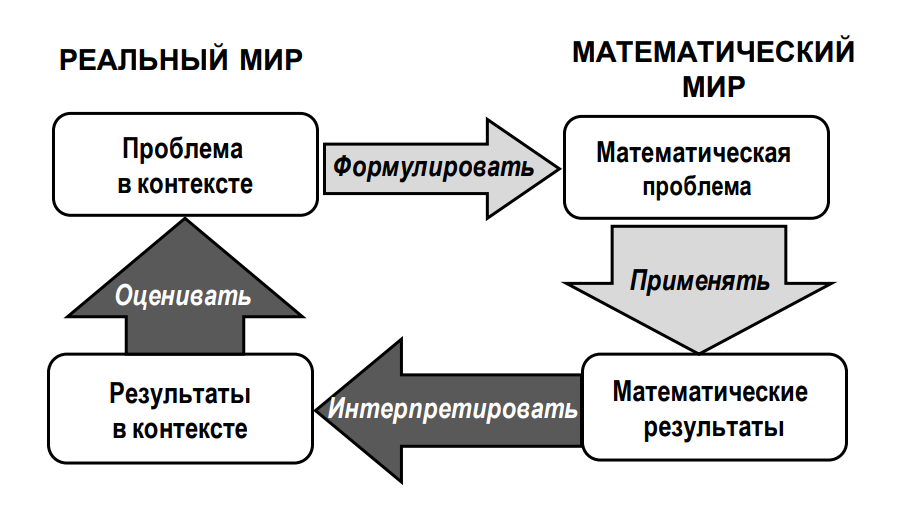 РЕАЛЬНЫЙ МИР
МАТЕМАТИЧЕСКИЙ
МИР
Проблема
в контексте
Формулировать
Математическая
проблема
Оценивать
Применять
Результаты
в контексте
Интерпретировать
Математические
результаты